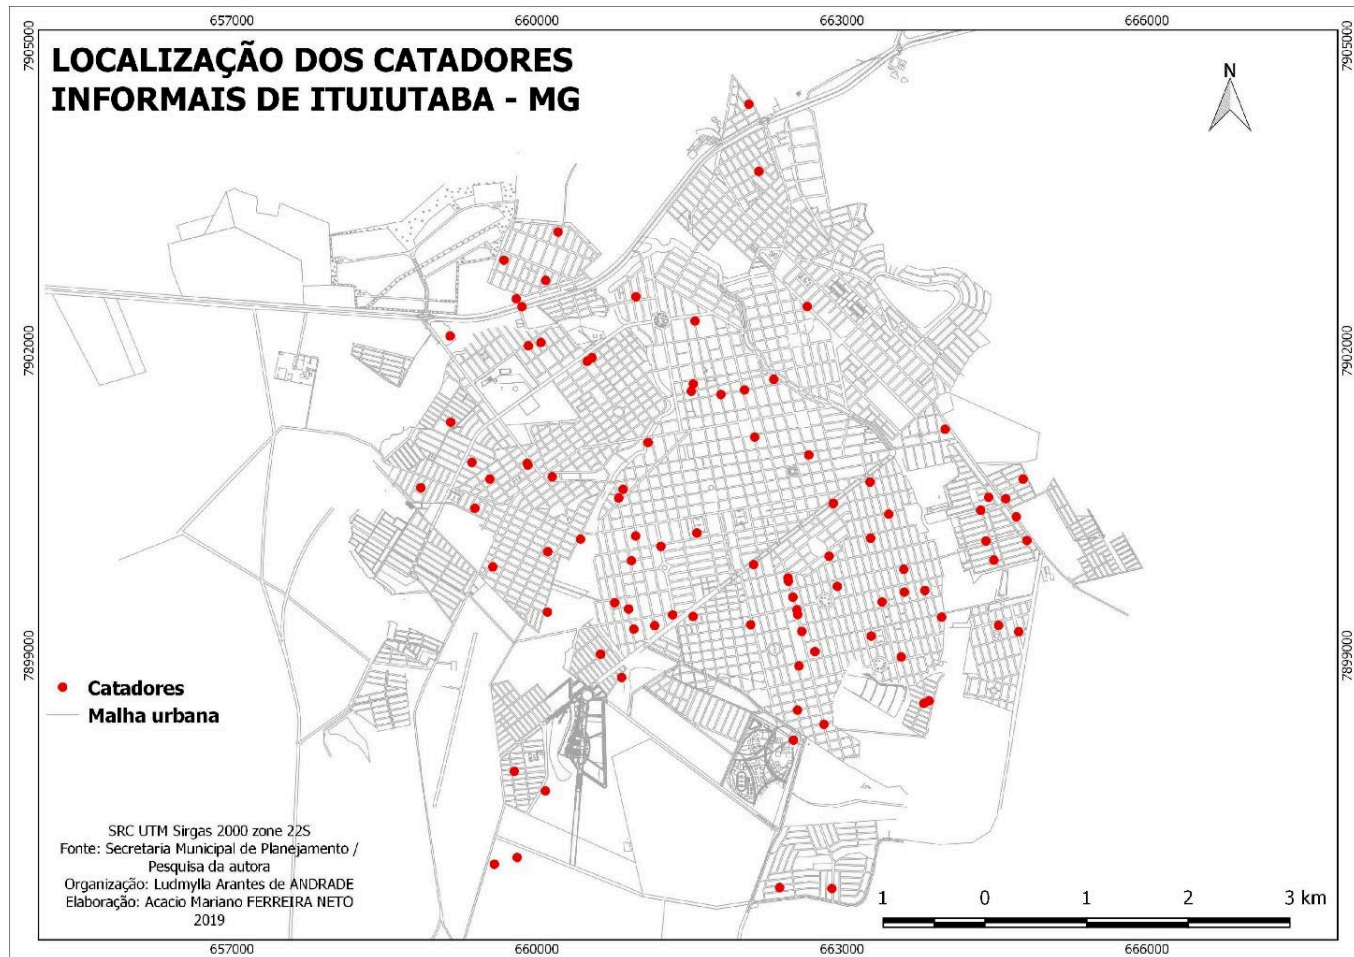 657000 660000 663000 666000
7905000 7905000
LOCALIZAÇÃO DOS CATADORES
INFORMAIS DE ITUIUTABA - MG
N
7902000 7902000
7899000 7899000
Catadores
Malha urbana
SRC UTM Sirgas 2000 zone 22S
Fonte: Secretaria Municipal de Planejamento /
Pesquisa da autora
Organização: Ludmylla Arantes de ANDRADE
Elaboração: Acacio Mariano FERREIRA NETO
2019
1 0 1 2 3 km
657000 660000 663000 666000